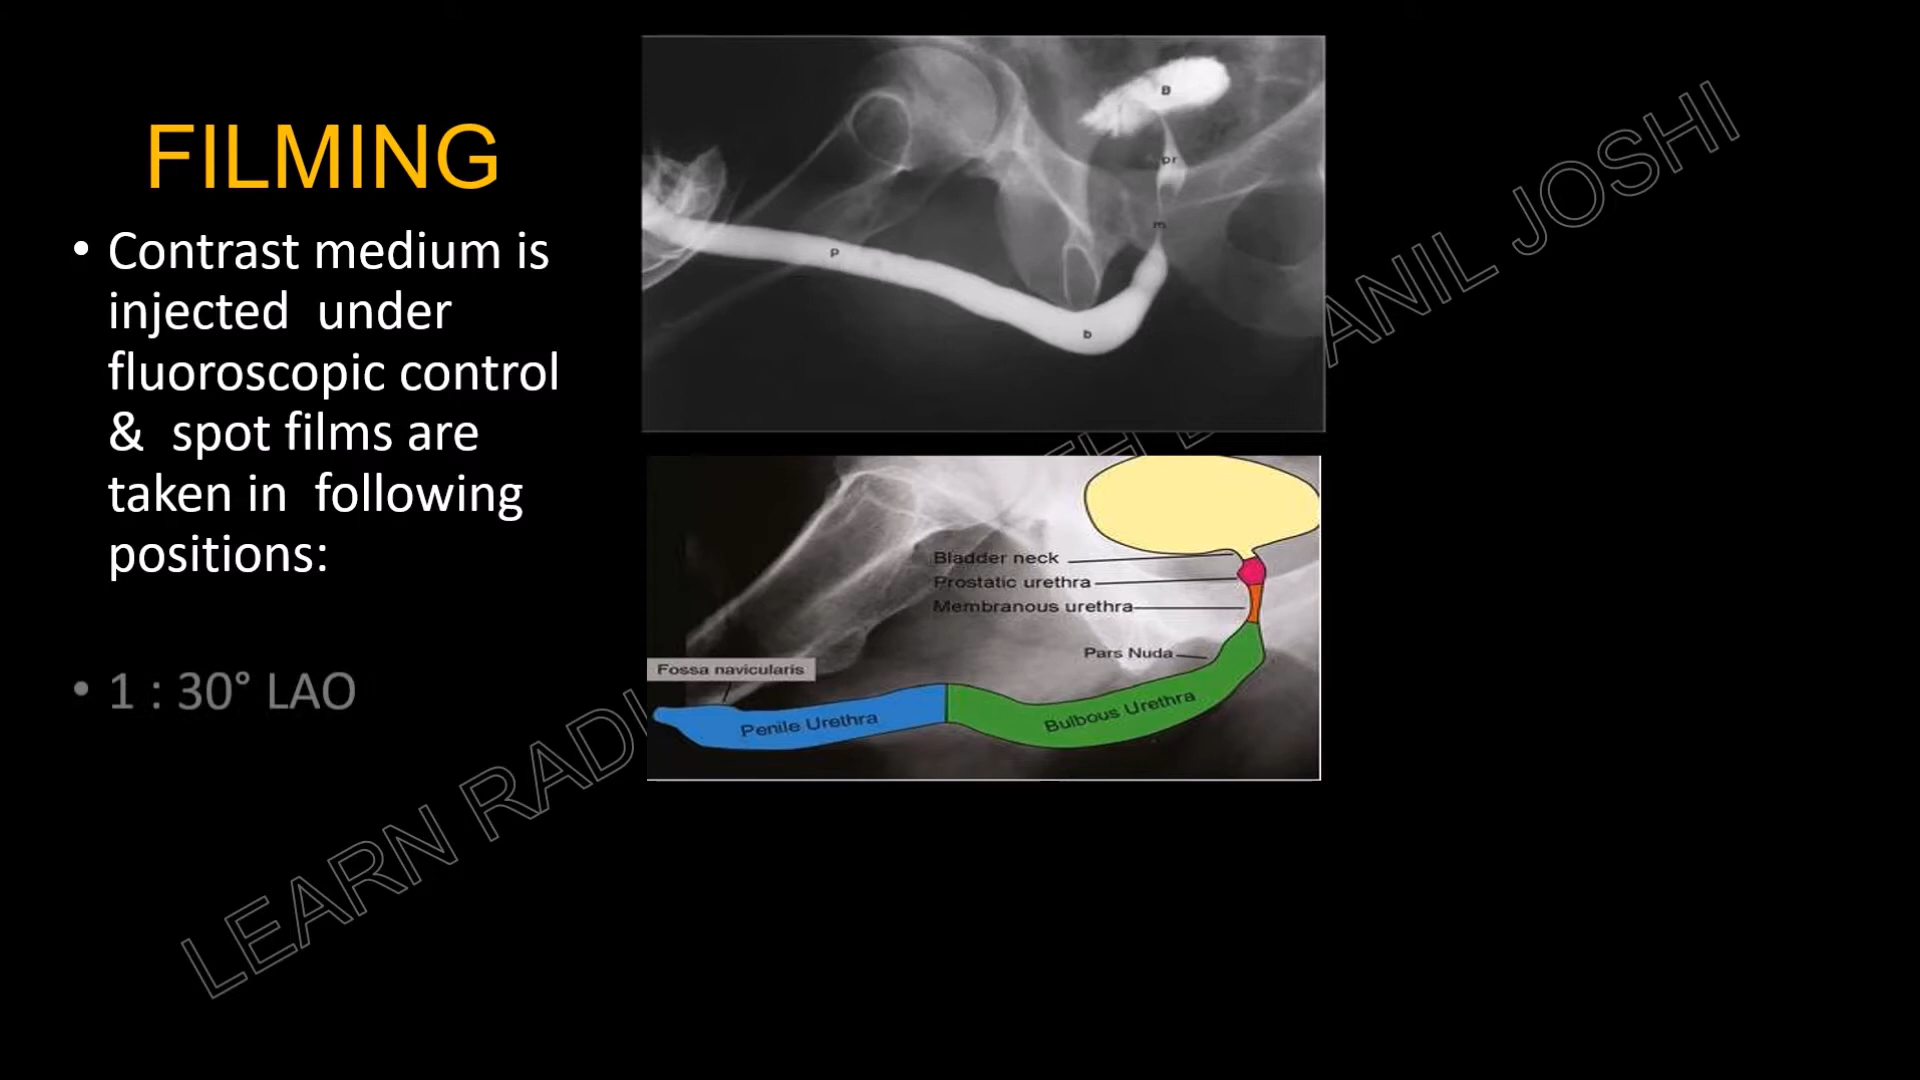 FILMING
• Contrast medium is
injected under
fluoroscopic control
& spot films are
taken in following
positions:
• 1 : 30° LAO
B
pr
m
p
b
Bladder neck
Prostatic urethra
Membranous urethra
Pars Nuda
Fossa navicularis
Penile Urethra
Bulbous Urethra
LEARN ANIL JOSHI